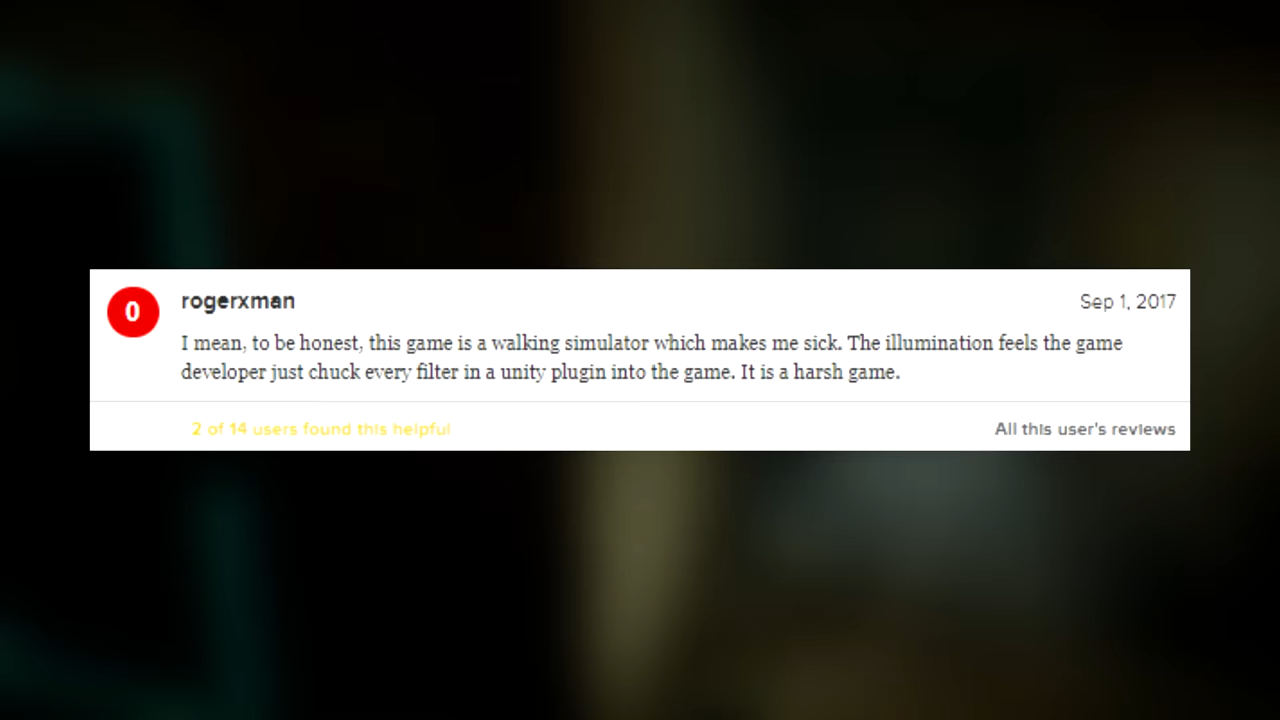 0
rogerxman
Sep 1, 2017
I mean, to be honest, this game is a walking simulator which makes me sick. The illumination feels the game
developer just chuck every filter in a unity plugin into the game. It is a harsh game.
2 of 14 users found this helpful
All this user's reviews